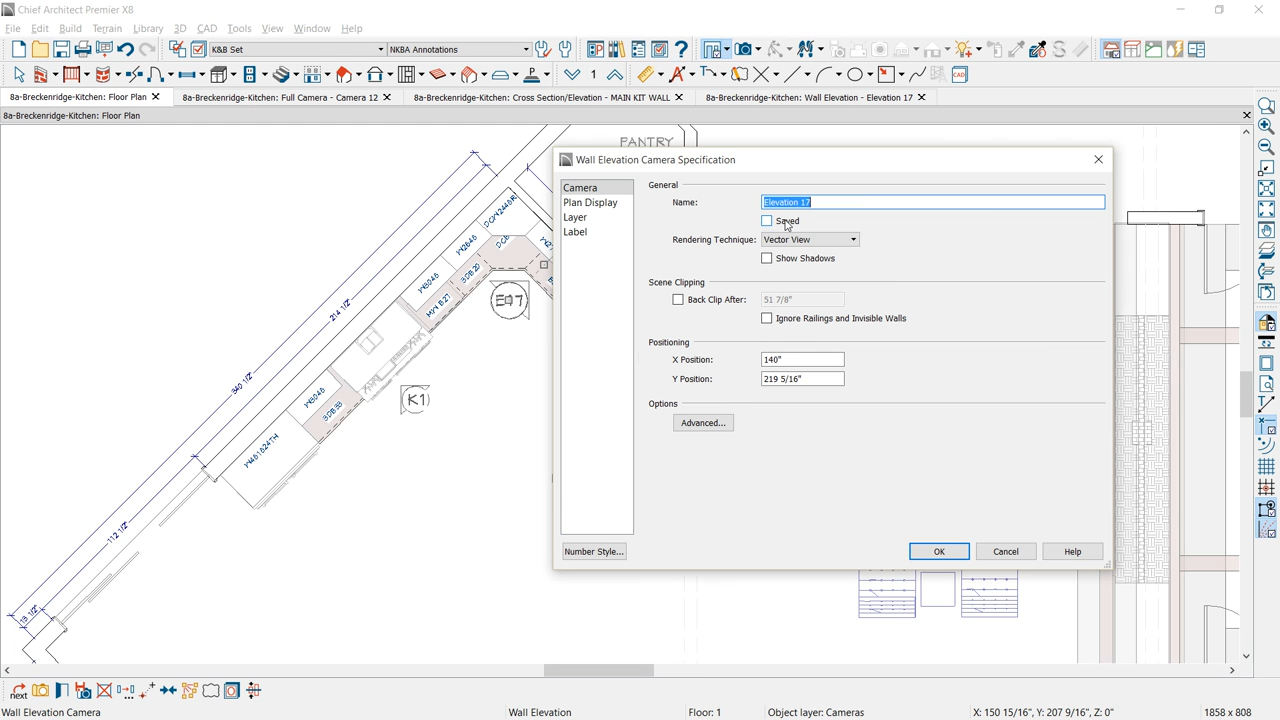 Chief Architect Premier X8
File Edit Build Terrain Library 3D CAD Tools View Window Help
K&B Set NKBA Annotations
1 CAD
8a-Breckenridge-Kitchen: Floor Plan 8a-Breckenridge-Kitchen: Full Camera - Camera 12 8a-Breckenridge-Kitchen: Cross Section/Elevation - MAIN KIT WALL 8a-Breckenridge-Kitchen: Wall Elevation - Elevation 17
8a-Breckenridge-Kitchen: Floor Plan
PANTRY
214 1/2"
112 1/2"
3DB30
E17
K1
Wall Elevation Camera Specification
Camera
Plan Display
Layer
Label
General
Name: Elevation 17
Saved
Rendering Technique: Vector View
Show Shadows
Scene Clipping
Back Clip After: 51 7/8"
Ignore Railings and Invisible Walls
Positioning
X Position: 140"
Y Position: 219 5/16"
Options
Advanced...
Number Style... OK Cancel Help
next
Wall Elevation Camera Wall Elevation Floor: 1 Object layer: Cameras X: 150 15/16", Y: 207 9/16", Z: 0" 1858 x 808